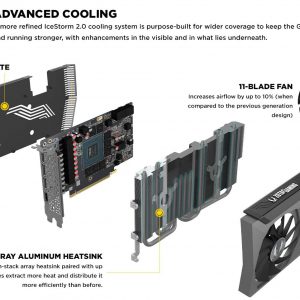 ADVANCED COOLING
more refined IceStorm 2.0 cooling system is purpose-built for wider coverage to keep the G
d running stronger, with enhancements in the visible and in what lies underneath.
TE
11-BLADE FAN
Increases airflow by up to 10% (when
compared to the previous generation
design)
RAY ALUMINUM HEATSINK
n-stack array heatsink paired with up
es extract more heat and distribute it
more efficiently than before.